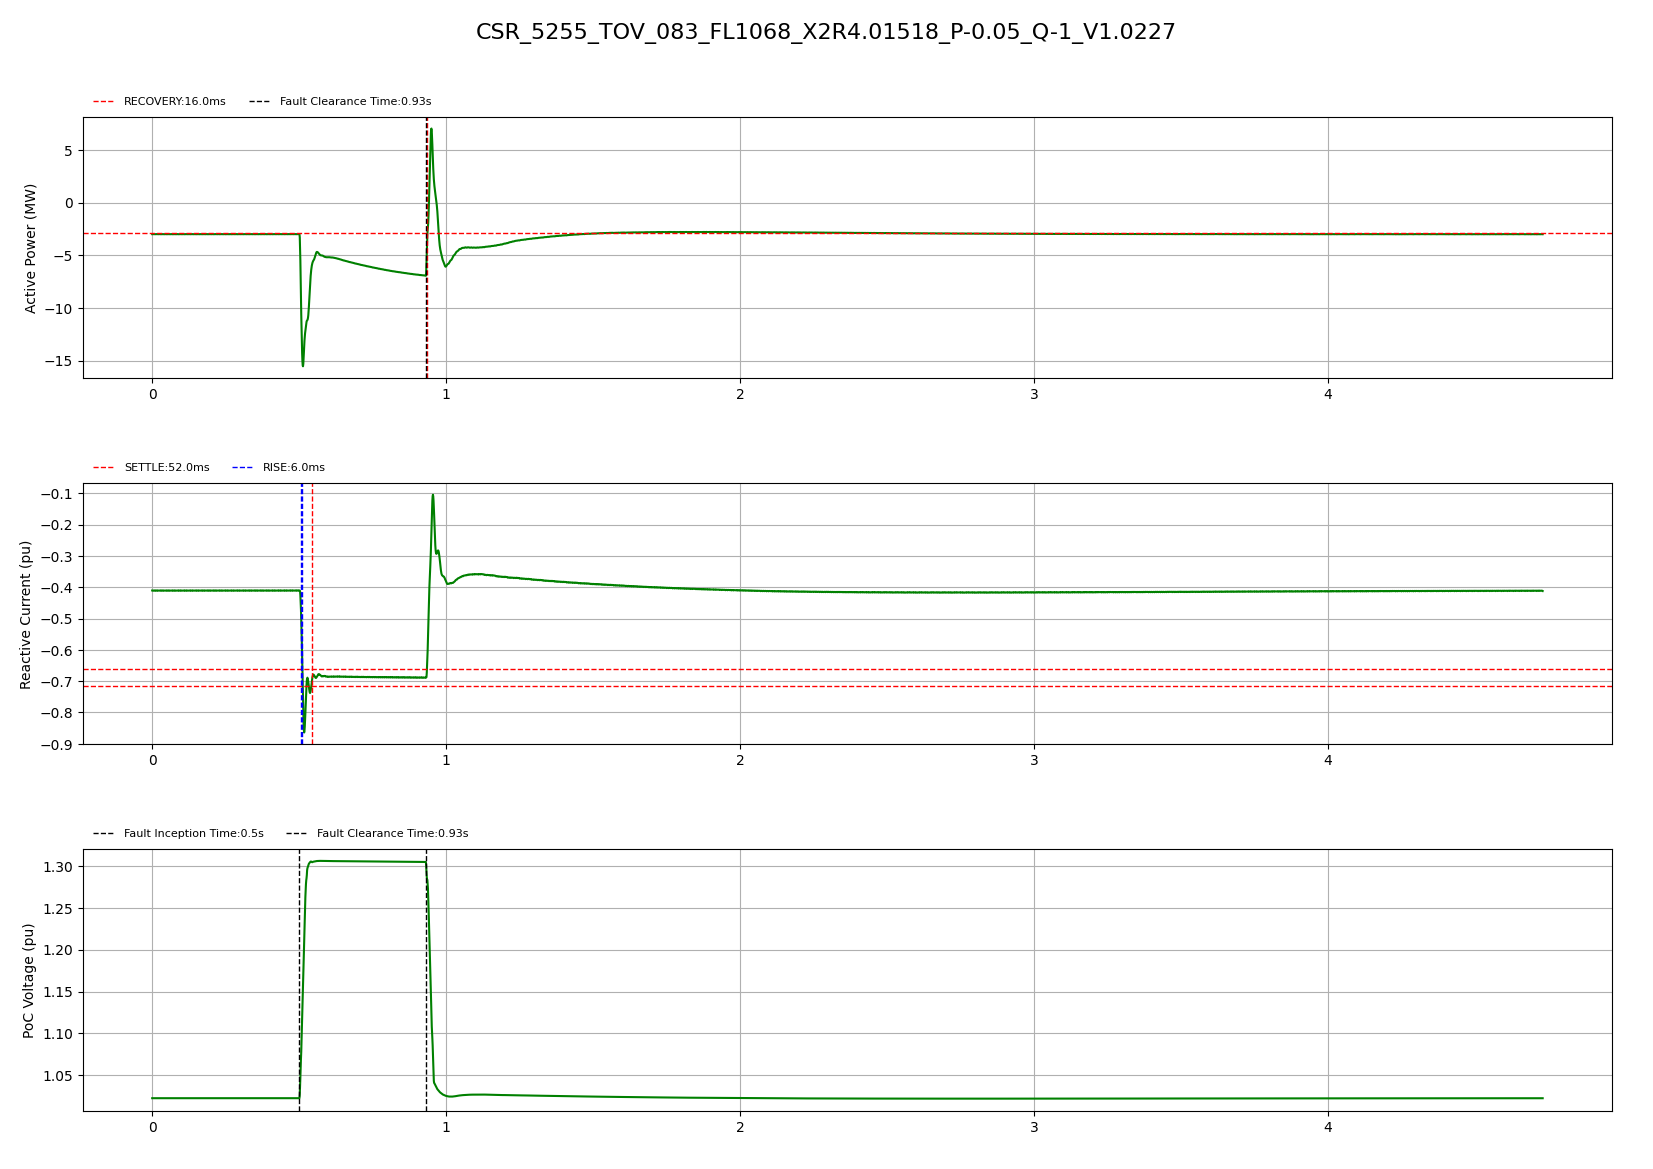 CSR_5255_TOV_083_FL1068_X2R4.01518_P-0.05_Q-1_V1.0227
RECOVERY:16.0ms Fault Clearance Time:0.93s
Active Power (MW)
5
0
−5
−10
−15
0 1 2 3 4
SETTLE:52.0ms RISE:6.0ms
Reactive Current (pu)
−0.1
−0.2
−0.3
−0.4
−0.5
−0.6
−0.7
−0.8
−0.9
0 1 2 3 4
Fault Inception Time:0.5s Fault Clearance Time:0.93s
PoC Voltage (pu)
1.30
1.25
1.20
1.15
1.10
1.05
0 1 2 3 4